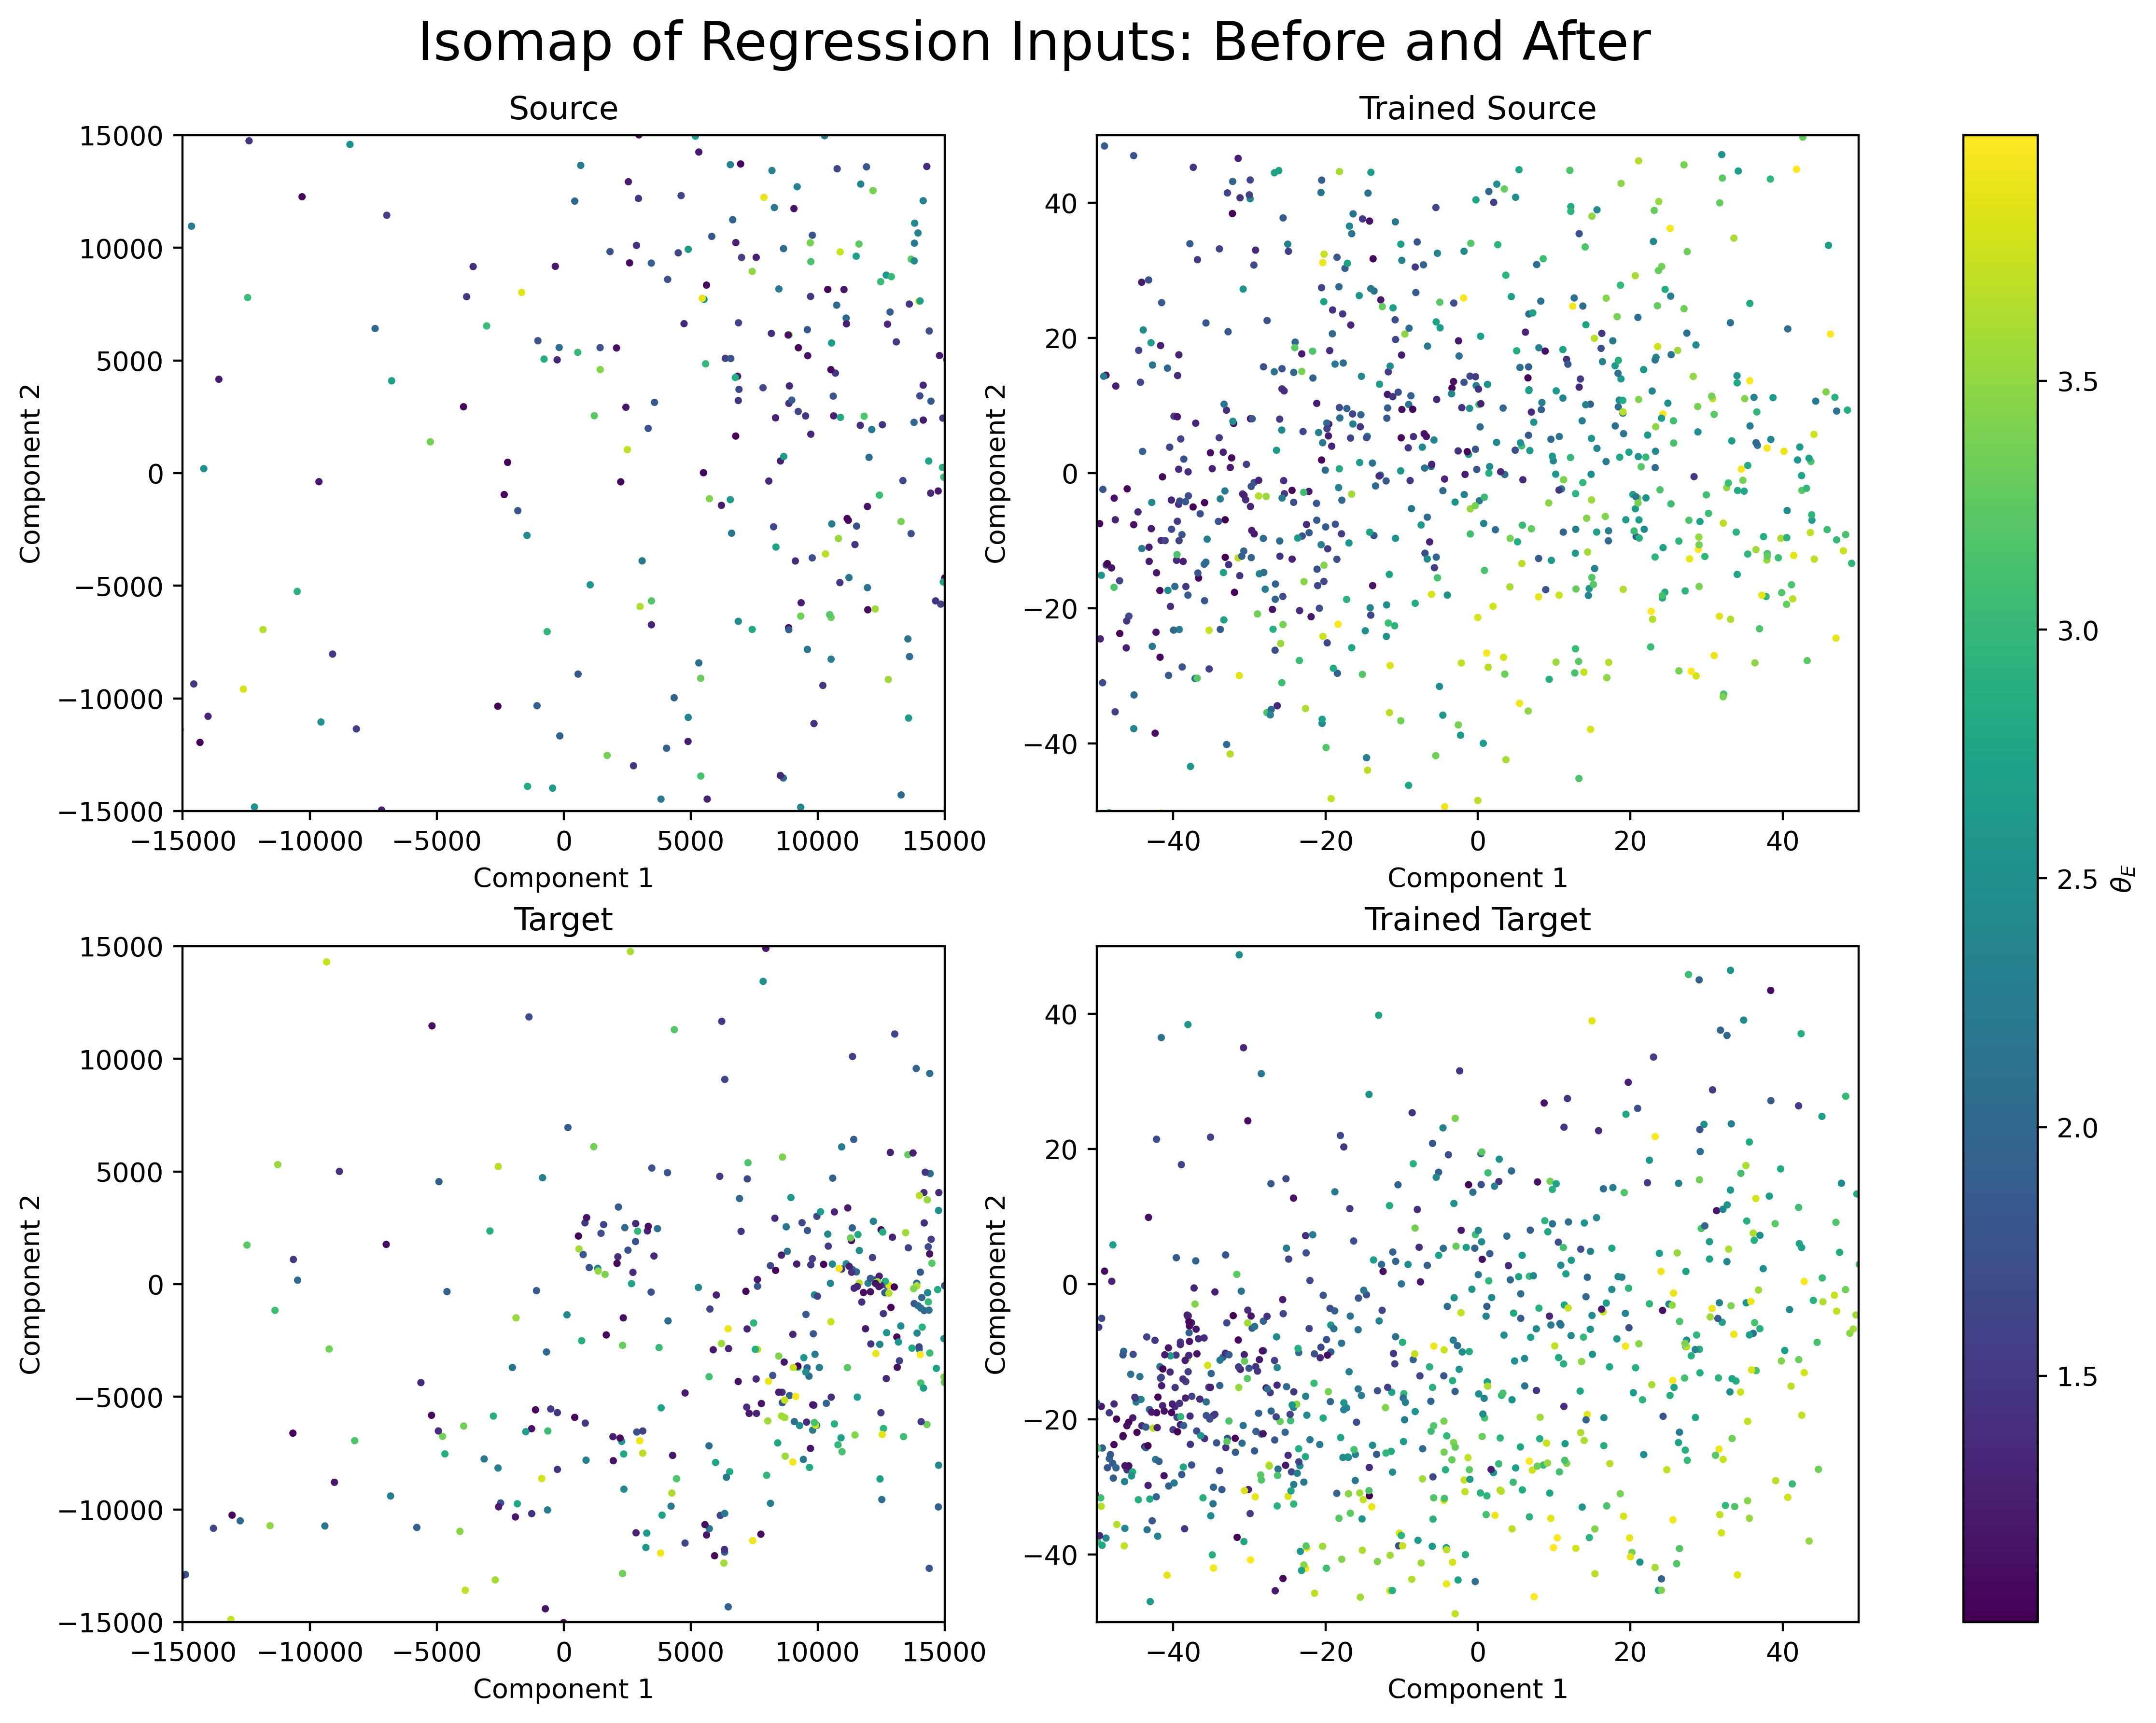 Isomap of Regression Inputs: Before and After
Source
Component 2
15000
10000
5000
0
−5000
−10000
−15000
−15000 −10000 −5000 0 5000 10000 15000
Component 1
Trained Source
Component 2
40
20
0
−20
−40
−40 −20 0 20 40
Component 1
Target
Component 2
15000
10000
5000
0
−5000
−10000
−15000
−15000 −10000 −5000 0 5000 10000 15000
Component 1
Trained Target
Component 2
40
20
0
−20
−40
−40 −20 0 20 40
Component 1
3.5
3.0
2.5
2.0
1.5
θ_E